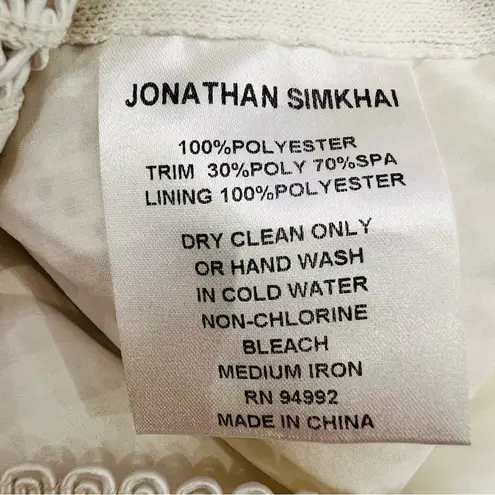 JONATHAN SIMKHAI
100%POLYESTER
TRIM 30%POLY 70%SPA
LINING 100%POLYESTER
DRY CLEAN ONLY
OR HAND WASH
IN COLD WATER
NON-CHLORINE
BLEACH
MEDIUM IRON
RN 94992
MADE IN CHINA